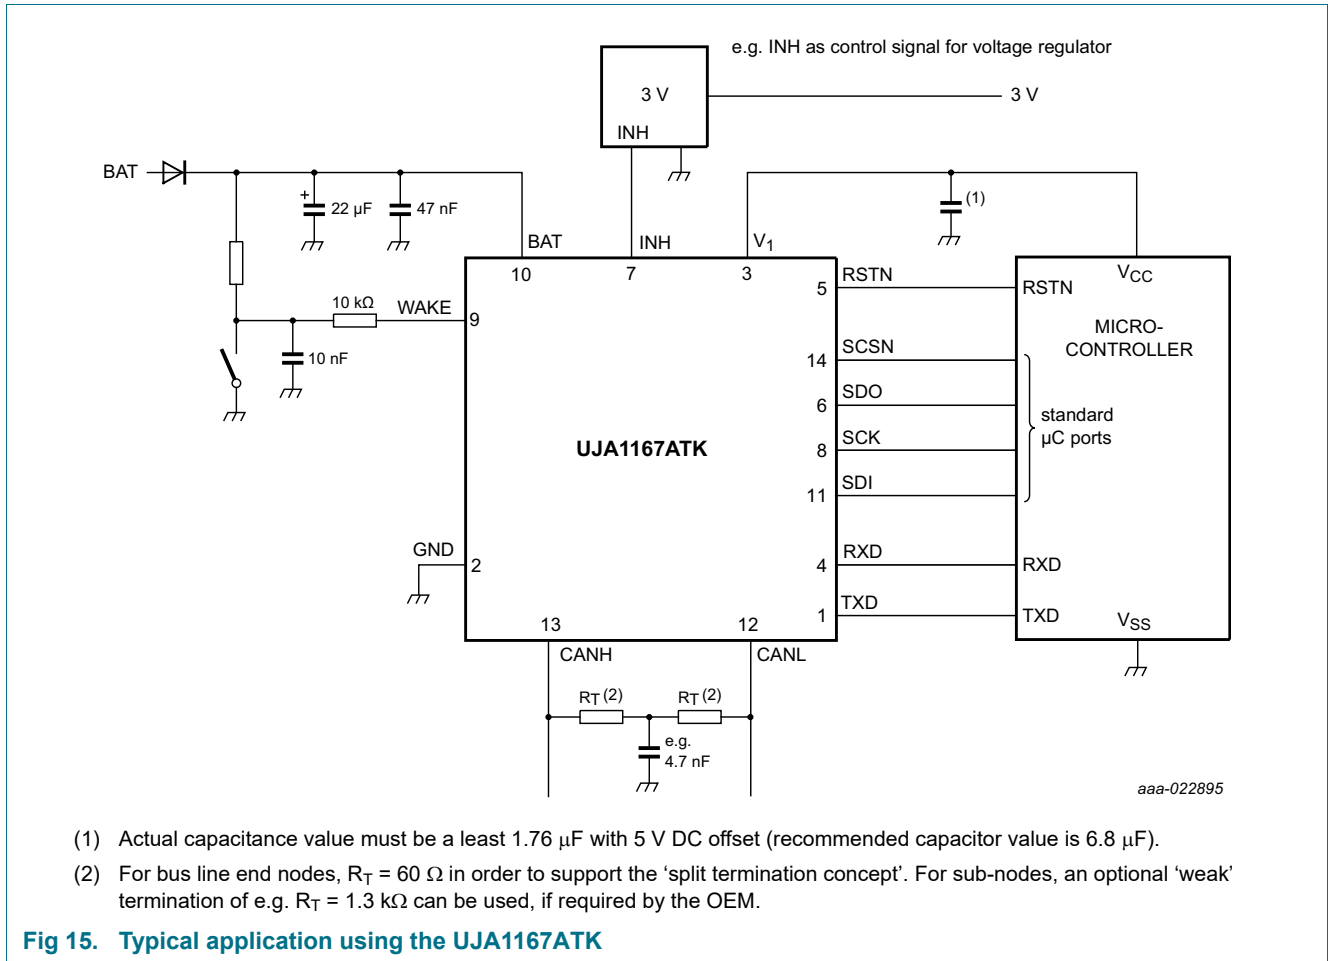 e.g. INH as control signal for voltage regulator
3 V
3 V
INH
BAT
+
22 μF
47 nF
(1)
BAT
INH
V1
10
7
3
VCC
5
RSTN
RSTN
10 kΩ
WAKE
9
MICRO-
CONTROLLER
10 nF
14
SCSN
6
SDO
standard
μC ports
8
SCK
UJA1167ATK
11
SDI
GND
2
4
RXD
RXD
1
TXD
TXD
13
12
VSS
CANH
CANL
RT (2)
RT (2)
e.g.
4.7 nF
aaa-022895
(1) Actual capacitance value must be a least 1.76 μF with 5 V DC offset (recommended capacitor value is 6.8 μF).
(2) For bus line end nodes, RT = 60 Ω in order to support the ‘split termination concept’. For sub-nodes, an optional ‘weak’
termination of e.g. RT = 1.3 kΩ can be used, if required by the OEM.
Fig 15. Typical application using the UJA1167ATK